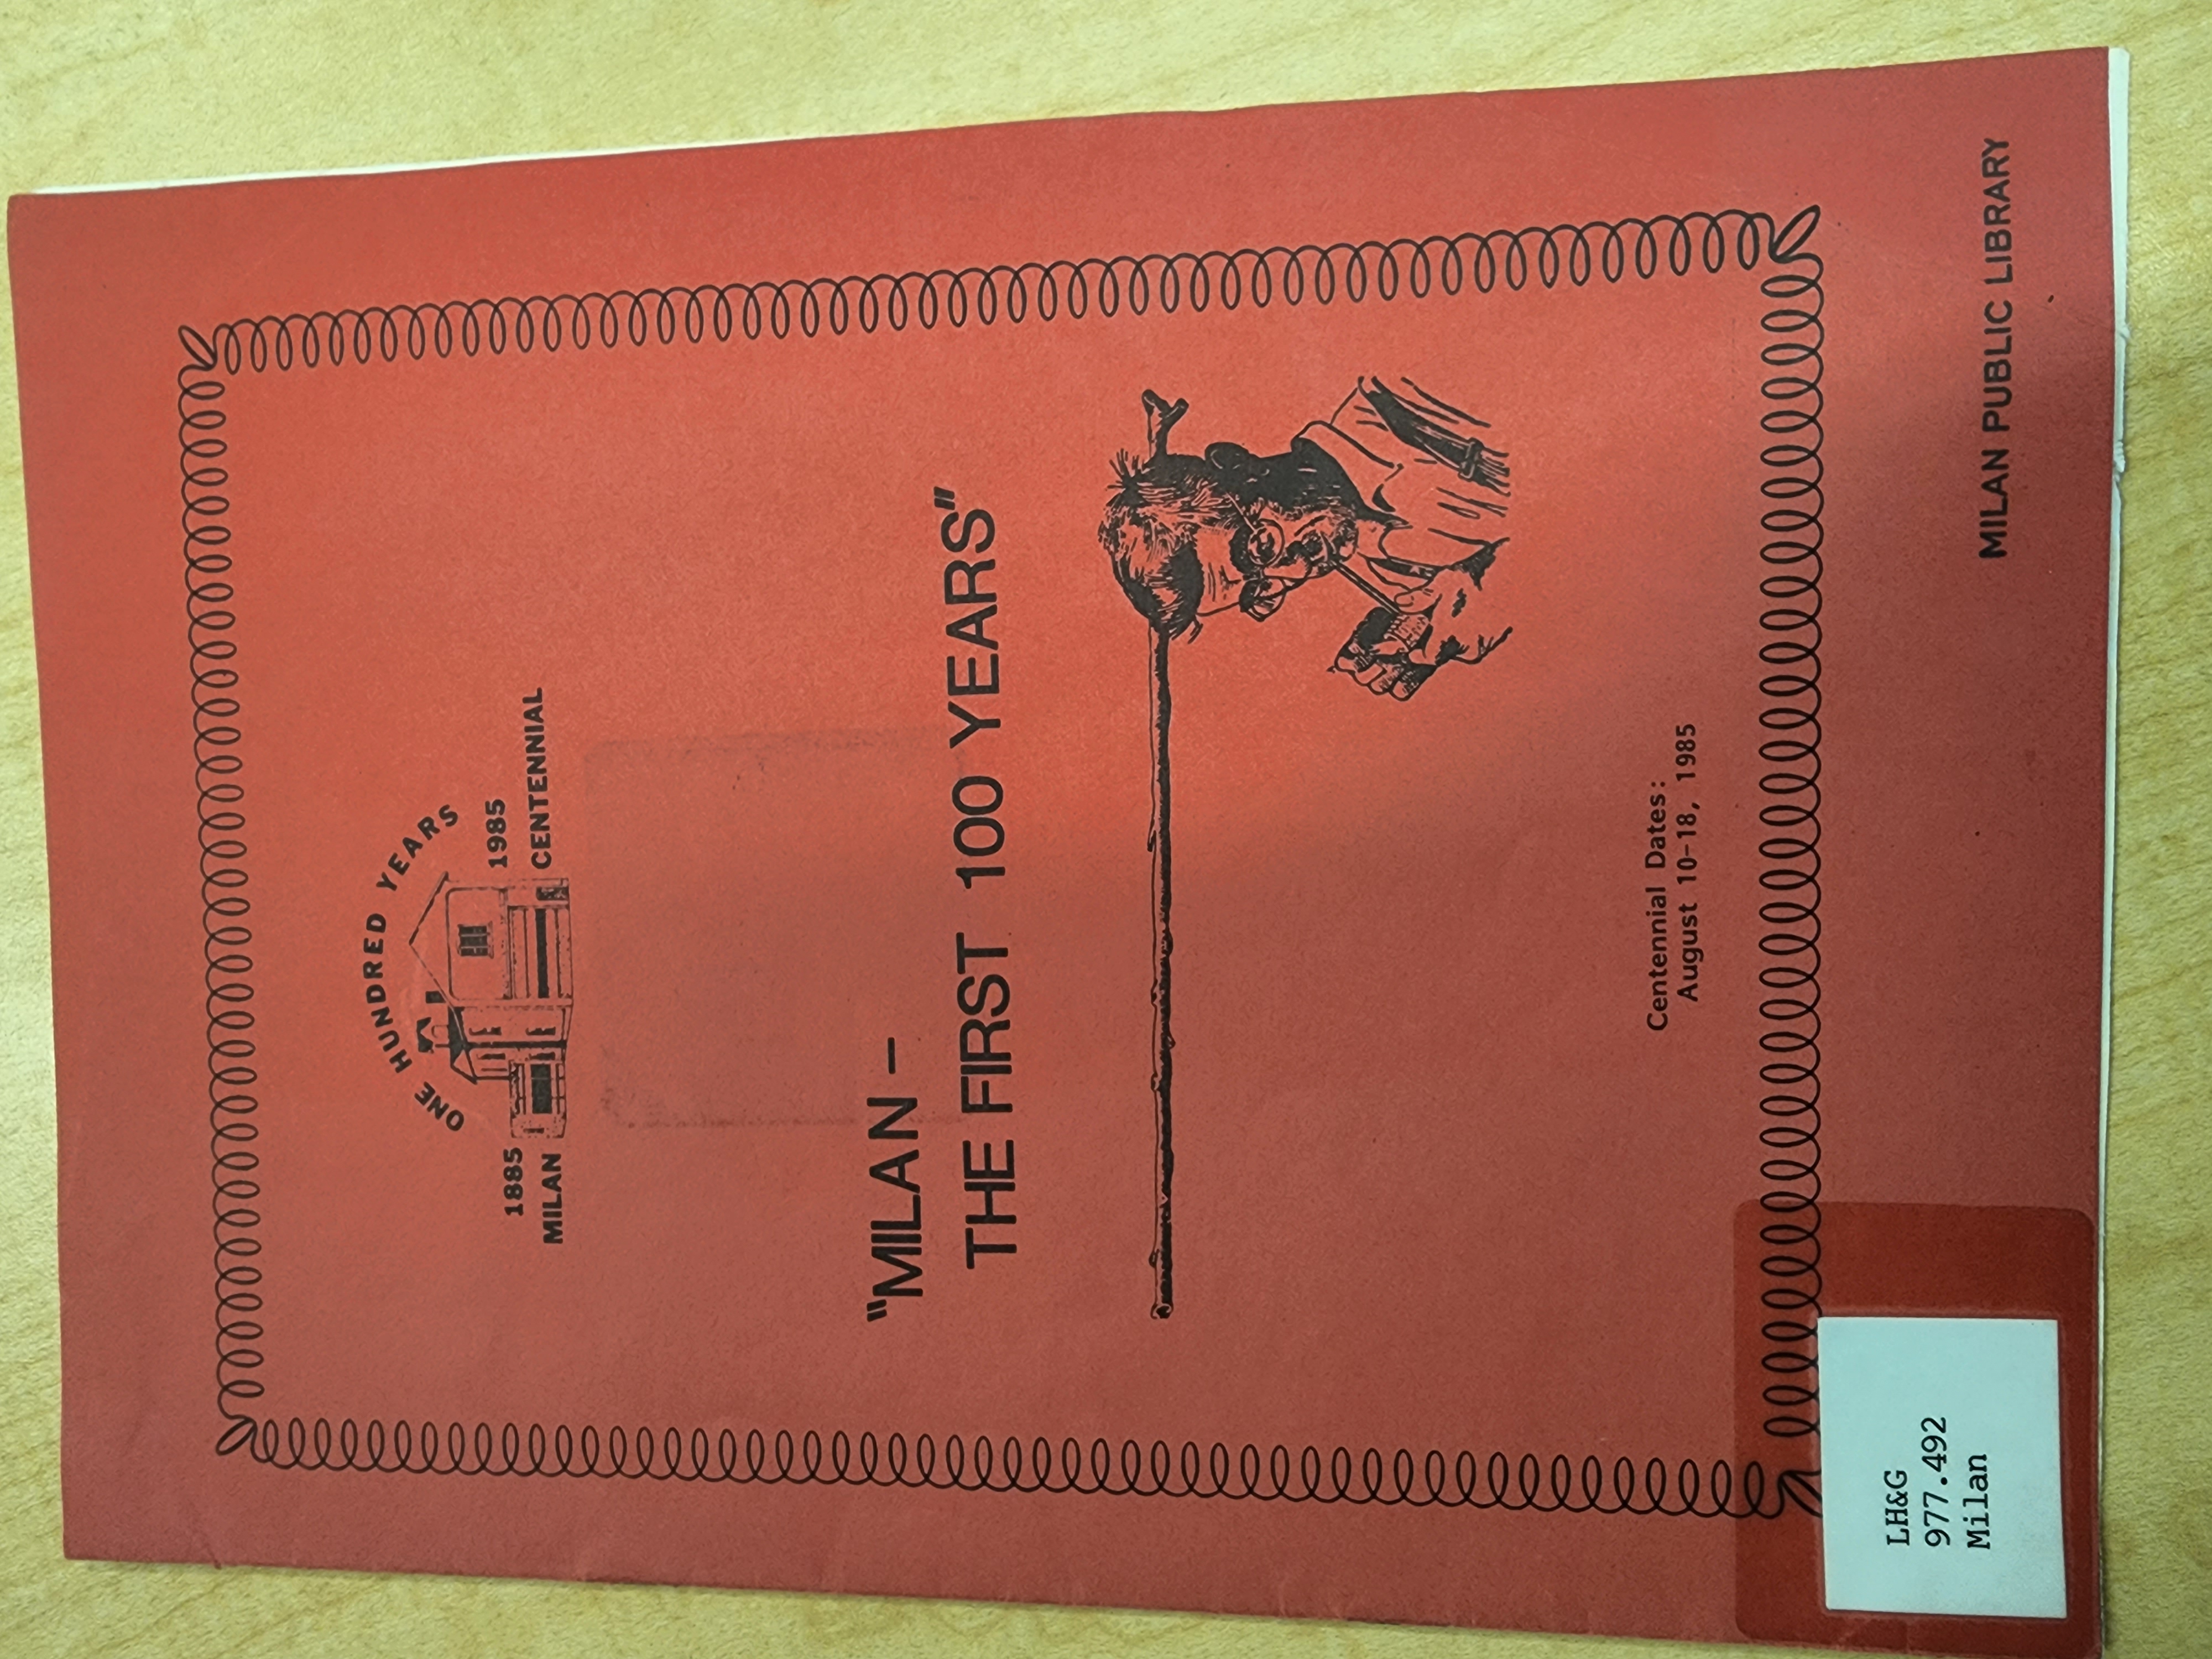 ONE HUNDRED YEARS
1885 1985
MILAN CENTENNIAL
"MILAN –
THE FIRST 100 YEARS"
Centennial Dates:
August 10-18, 1985
LH&G
977.492
Milan
MILAN PUBLIC LIBRARY